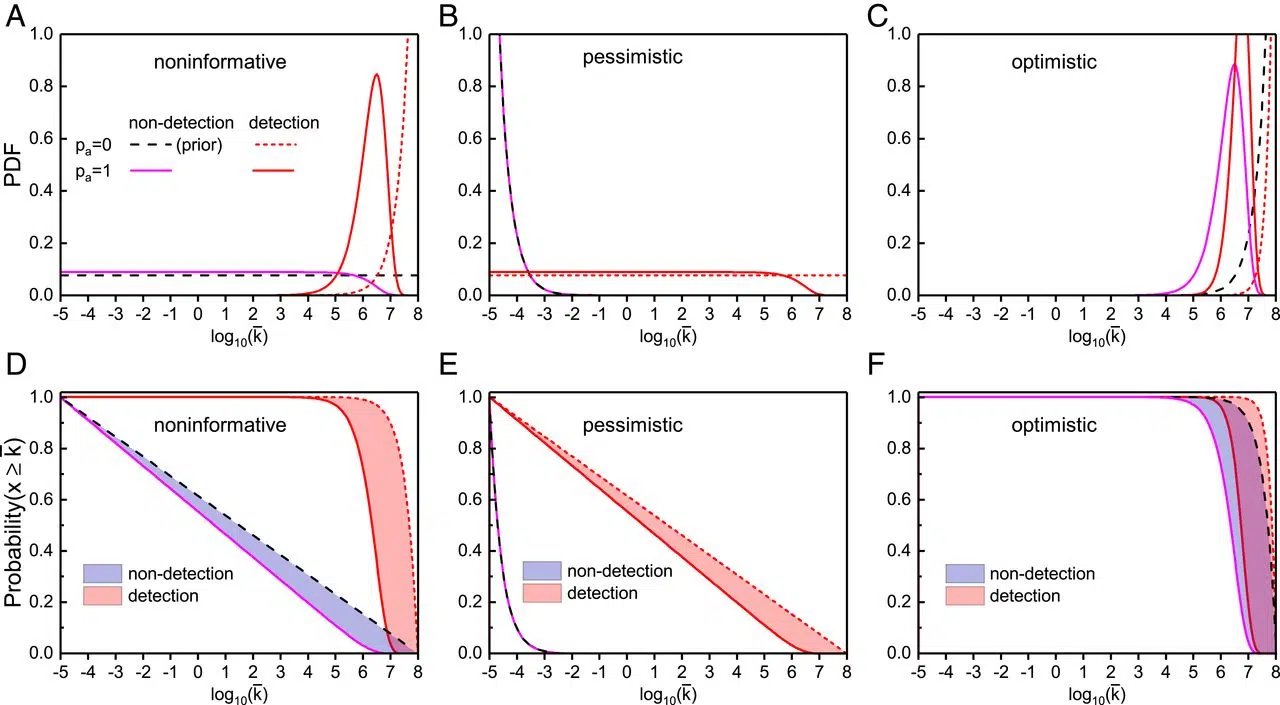 A
noninformative
non-detection detection
pa=0 (prior)
pa=1
PDF
1.0
0.8
0.6
0.4
0.2
0.0
-5 -4 -3 -2 -1 0 1 2 3 4 5 6 7 8
log10(k̅)
B
pessimistic
1.0
0.8
0.6
0.4
0.2
0.0
-5 -4 -3 -2 -1 0 1 2 3 4 5 6 7 8
log10(k̅)
C
optimistic
1.0
0.8
0.6
0.4
0.2
0.0
-5 -4 -3 -2 -1 0 1 2 3 4 5 6 7 8
log10(k̅)
D
noninformative
Probability(x ≥ k̅)
1.0
0.8
0.6
0.4
0.2
0.0
non-detection
detection
-5 -4 -3 -2 -1 0 1 2 3 4 5 6 7 8
log10(k̅)
E
pessimistic
1.0
0.8
0.6
0.4
0.2
0.0
non-detection
detection
-5 -4 -3 -2 -1 0 1 2 3 4 5 6 7 8
log10(k̅)
F
optimistic
1.0
0.8
0.6
0.4
0.2
0.0
non-detection
detection
-5 -4 -3 -2 -1 0 1 2 3 4 5 6 7 8
log10(k̅)